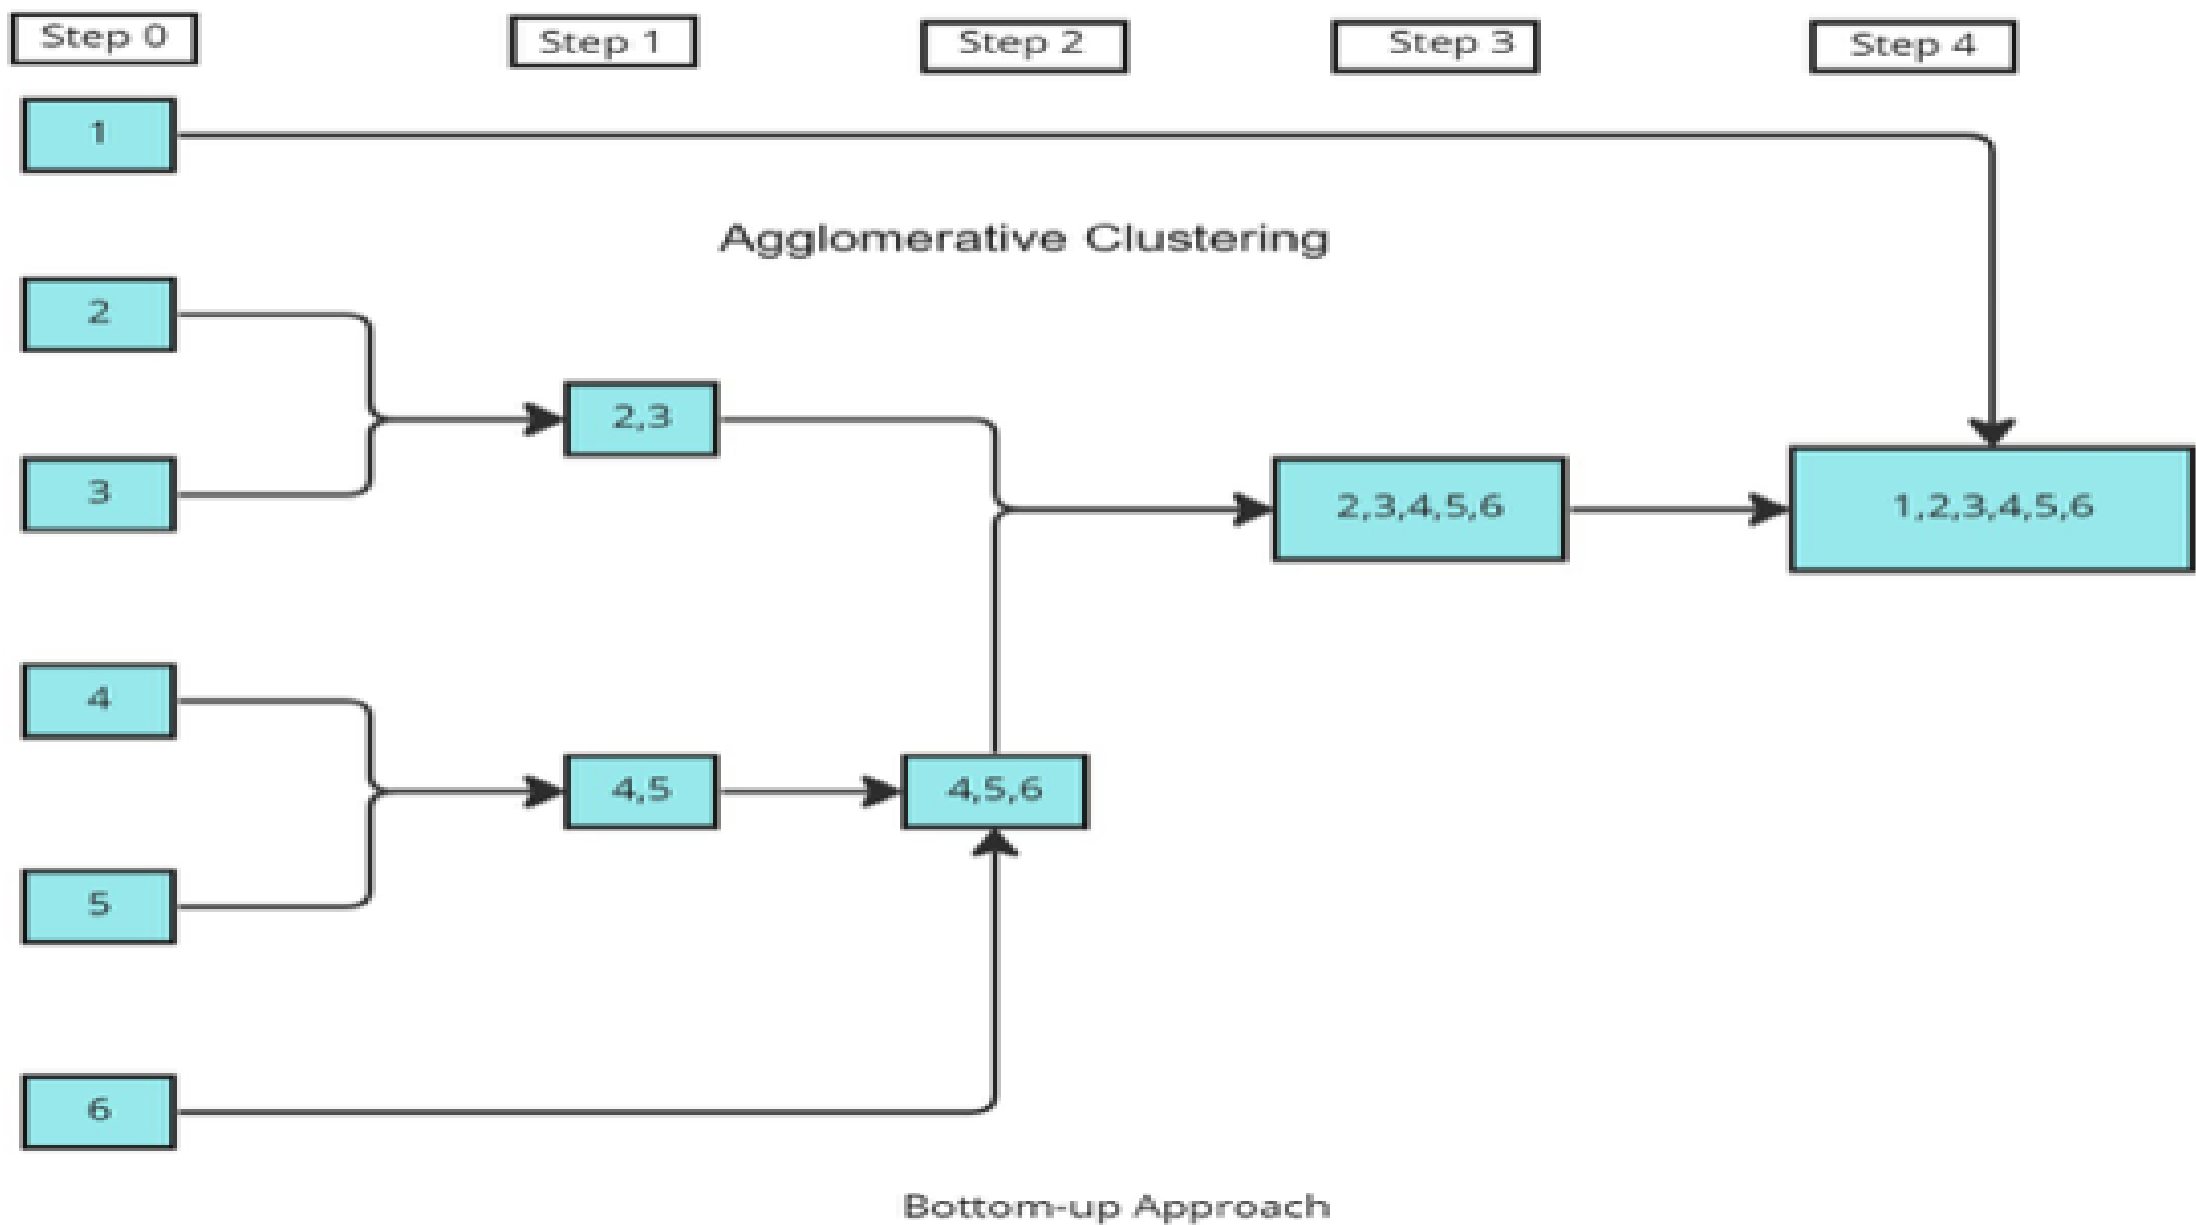 Step 0
Step 1
Step 2
Step 3
Step 4
1
Agglomerative Clustering
2
2,3
3
2,3,4,5,6
1,2,3,4,5,6
4
4,5
4,5,6
5
6
Bottom-up Approach